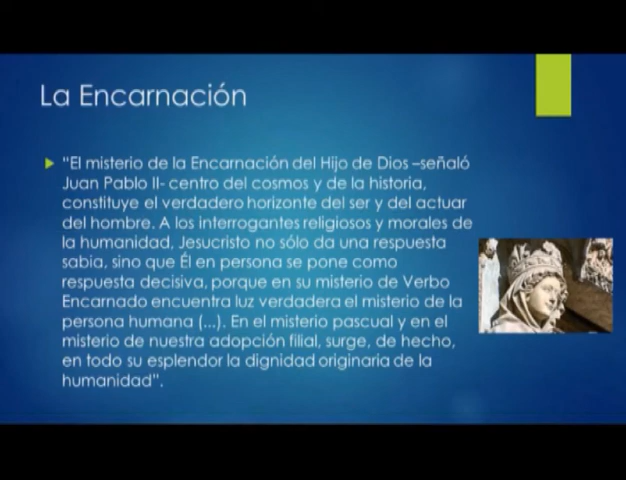 La Encarnación
“El misterio de la Encarnación del Hijo de Dios –señaló
Juan Pablo II- centro del cosmos y de la historia,
constituye el verdadero horizonte del ser y del actuar
del hombre. A los interrogantes religiosos y morales de
la humanidad, Jesucristo no sólo da una respuesta
sabia, sino que Él en persona se pone como
respuesta decisiva, porque en su misterio de Verbo
Encarnado encuentra luz verdadera el misterio de la
persona humana (...). En el misterio pascual y en el
misterio de nuestra adopción filial, surge, de hecho,
en todo su esplendor la dignidad originaria de la
humanidad”.